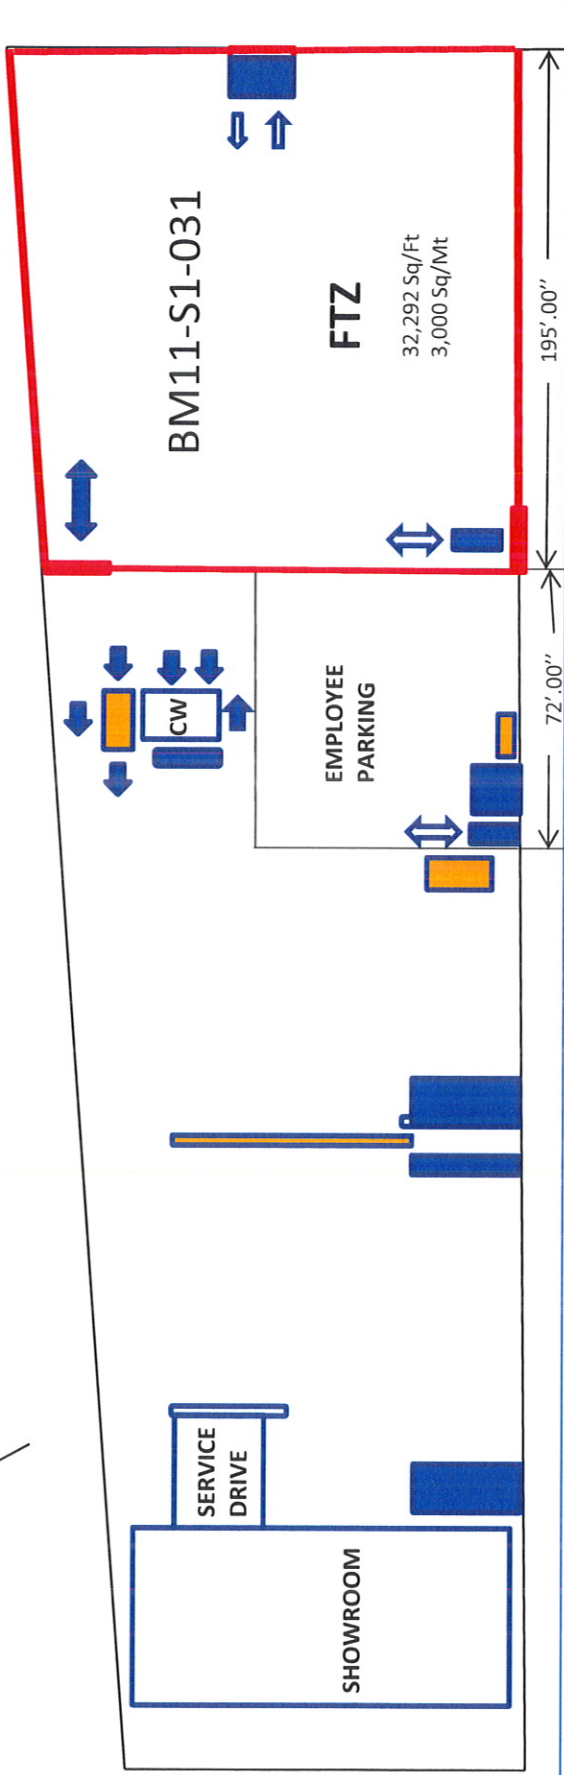 SHOWROOM
SERVICE
DRIVE
EMPLOYEE
PARKING
CW
BM11-S1-031
FTZ
32,292 Sq/Ft
3,000 Sq/Mt
72'.00''
195'.00''